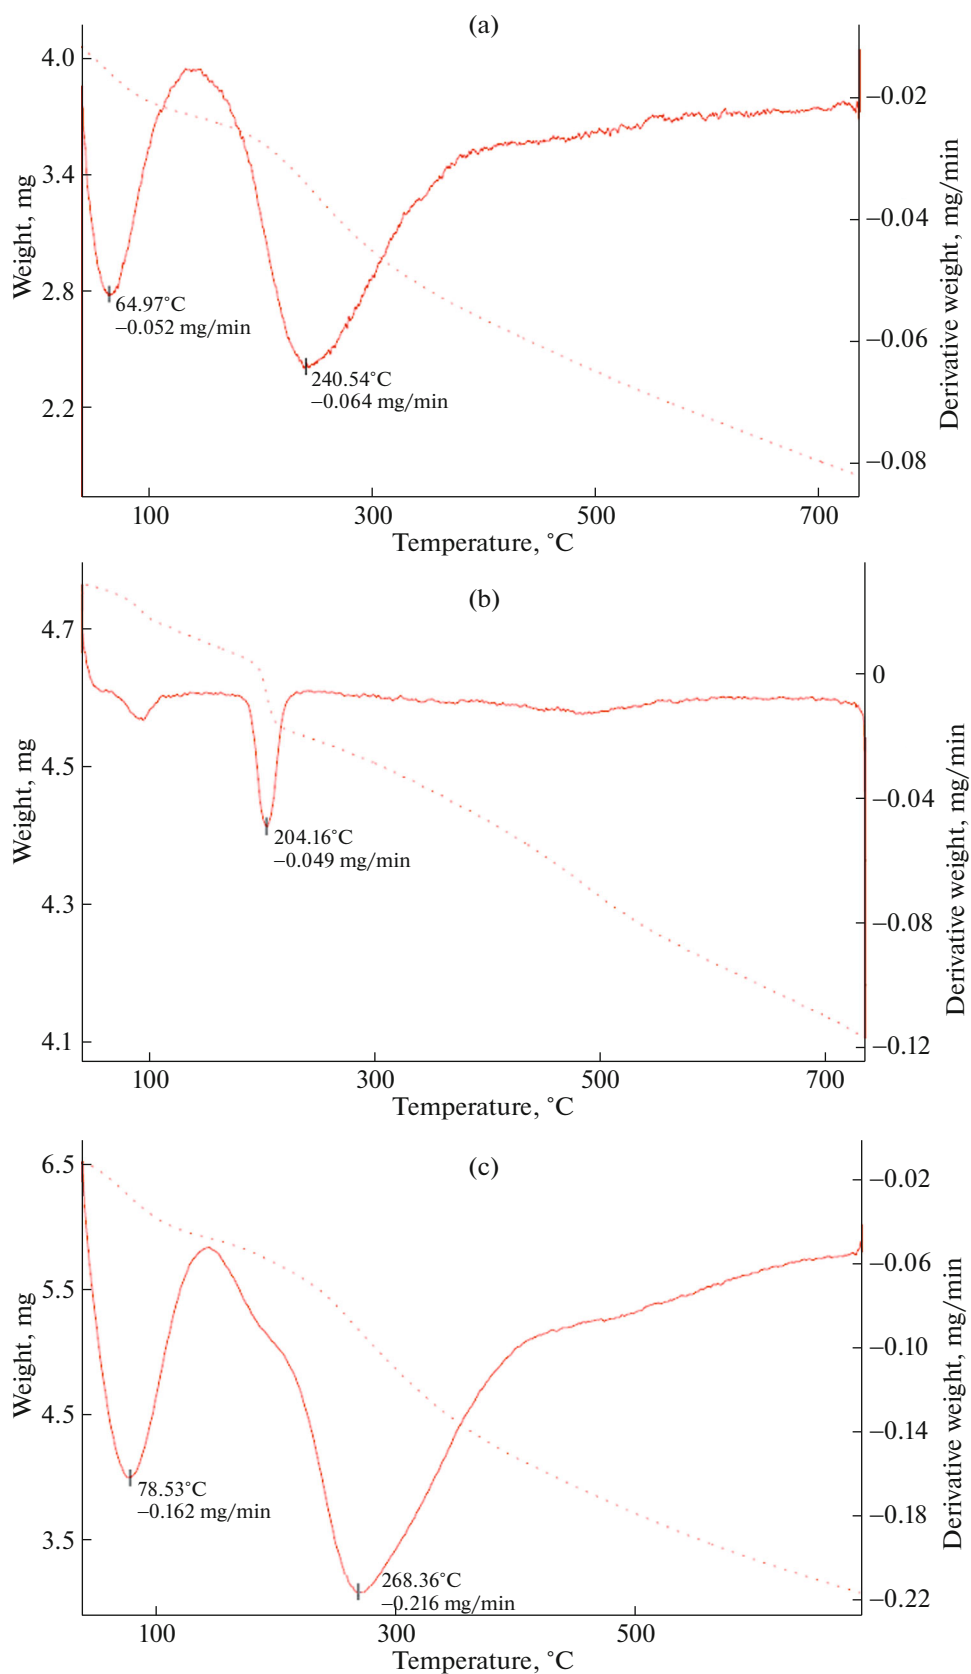 (a)
4.0
3.4
2.8
2.2
Weight, mg
64.97°C
−0.052 mg/min
240.54°C
−0.064 mg/min
−0.02
−0.04
−0.06
−0.08
Derivative weight, mg/min
100
300
500
700
Temperature, °C
(b)
4.7
4.5
4.3
4.1
Weight, mg
204.16°C
−0.049 mg/min
0
−0.04
−0.08
−0.12
Derivative weight, mg/min
100
300
500
700
Temperature, °C
(c)
6.5
5.5
4.5
3.5
Weight, mg
78.53°C
−0.162 mg/min
268.36°C
−0.216 mg/min
−0.02
−0.06
−0.10
−0.14
−0.18
−0.22
Derivative weight, mg/min
100
300
500
Temperature, °C